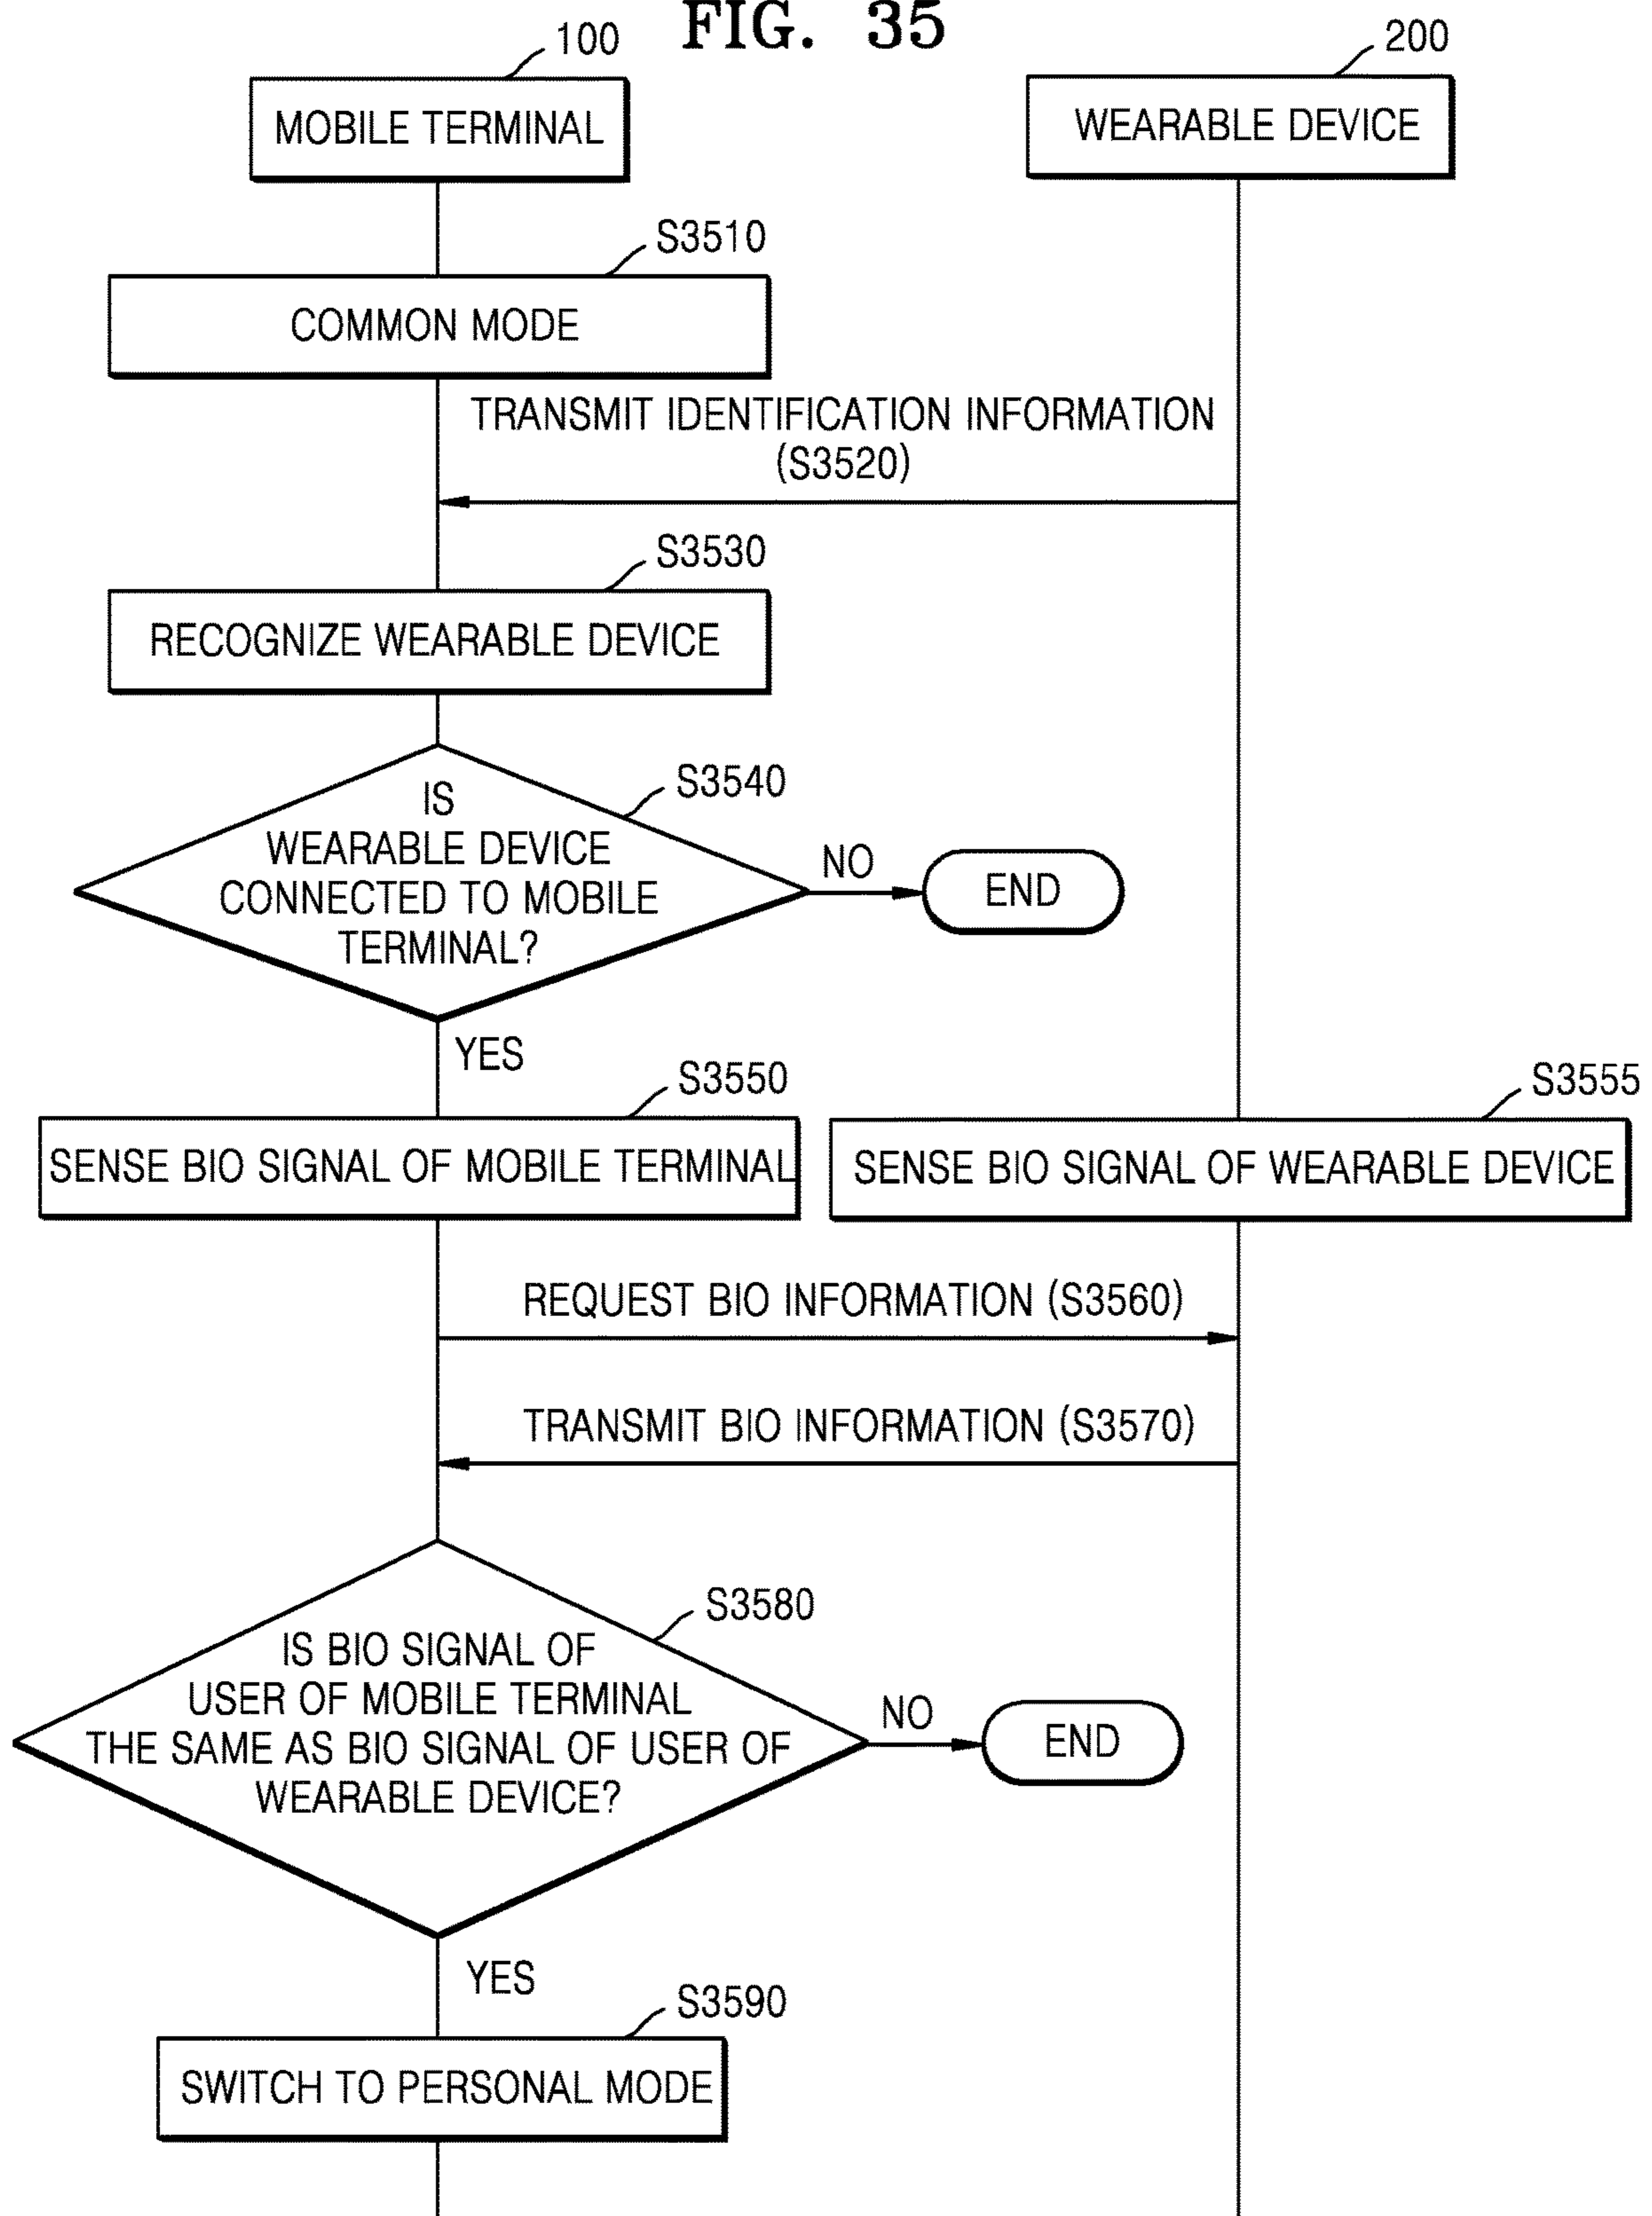 FIG. 35
100
200
MOBILE TERMINAL
WEARABLE DEVICE
S3510
COMMON MODE
TRANSMIT IDENTIFICATION INFORMATION
(S3520)
S3530
RECOGNIZE WEARABLE DEVICE
S3540
IS
WEARABLE DEVICE
CONNECTED TO MOBILE
TERMINAL?
NO
END
YES
S3550
S3555
SENSE BIO SIGNAL OF MOBILE TERMINAL
SENSE BIO SIGNAL OF WEARABLE DEVICE
REQUEST BIO INFORMATION (S3560)
TRANSMIT BIO INFORMATION (S3570)
S3580
IS BIO SIGNAL OF
USER OF MOBILE TERMINAL
THE SAME AS BIO SIGNAL OF USER OF
WEARABLE DEVICE?
NO
END
YES
S3590
SWITCH TO PERSONAL MODE